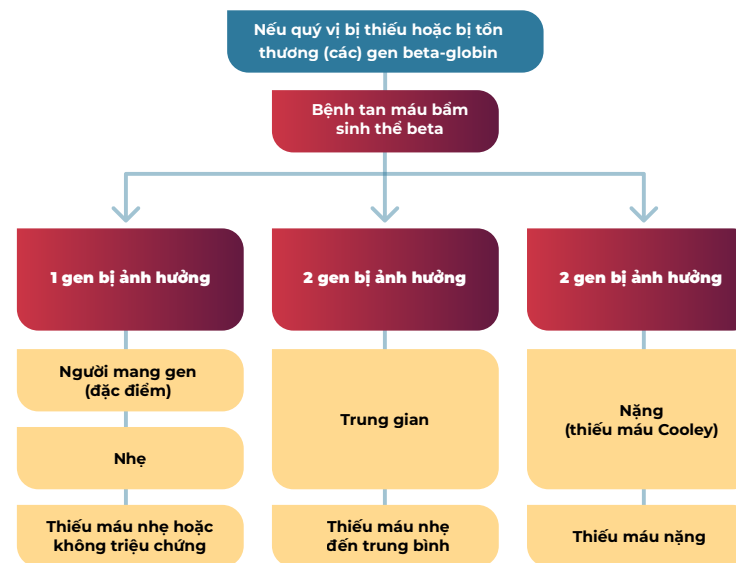 Nếu quý vị bị thiếu hoặc bị tổn
thương (các) gen beta-globin
Bệnh tan máu bẩm
sinh thể beta
1 gen bị ảnh hưởng
2 gen bị ảnh hưởng
2 gen bị ảnh hưởng
Người mang gen
(đặc điểm)
Nhẹ
Thiếu máu nhẹ hoặc
không triệu chứng
Trung gian
Thiếu máu nhẹ
đến trung bình
Nặng
(thiếu máu Cooley)
Thiếu máu nặng